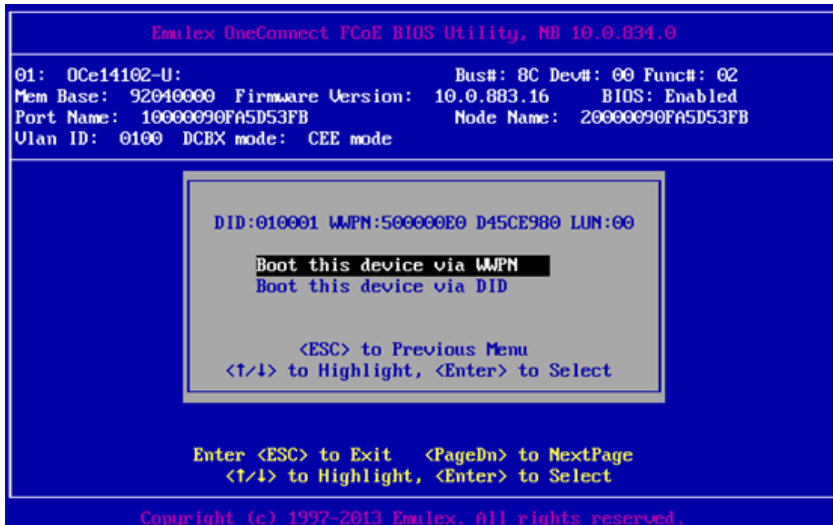 Emulex OneConnect FCoE BIOS Utility, NB 10.0.834.0
01: OCe14102-U: Bus#: 8C Dev#: 00 Func#: 02
Mem Base: 92040000 Firmware Version: 10.0.883.16 BIOS: Enabled
Port Name: 10000090FA5D53FB Node Name: 20000090FA5D53FB
Vlan ID: 0100 DCBX mode: CEE mode
DID:010001 WWPN:500000E0 D45CE980 LUN:00
Boot this device via WWPN
Boot this device via DID
<ESC> to Previous Menu
<↑/↓> to Highlight, <Enter> to Select
Enter <ESC> to Exit <PageDn> to NextPage
<↑/↓> to Highlight, <Enter> to Select
Copyright (c) 1997-2013 Emulex. All rights reserved.